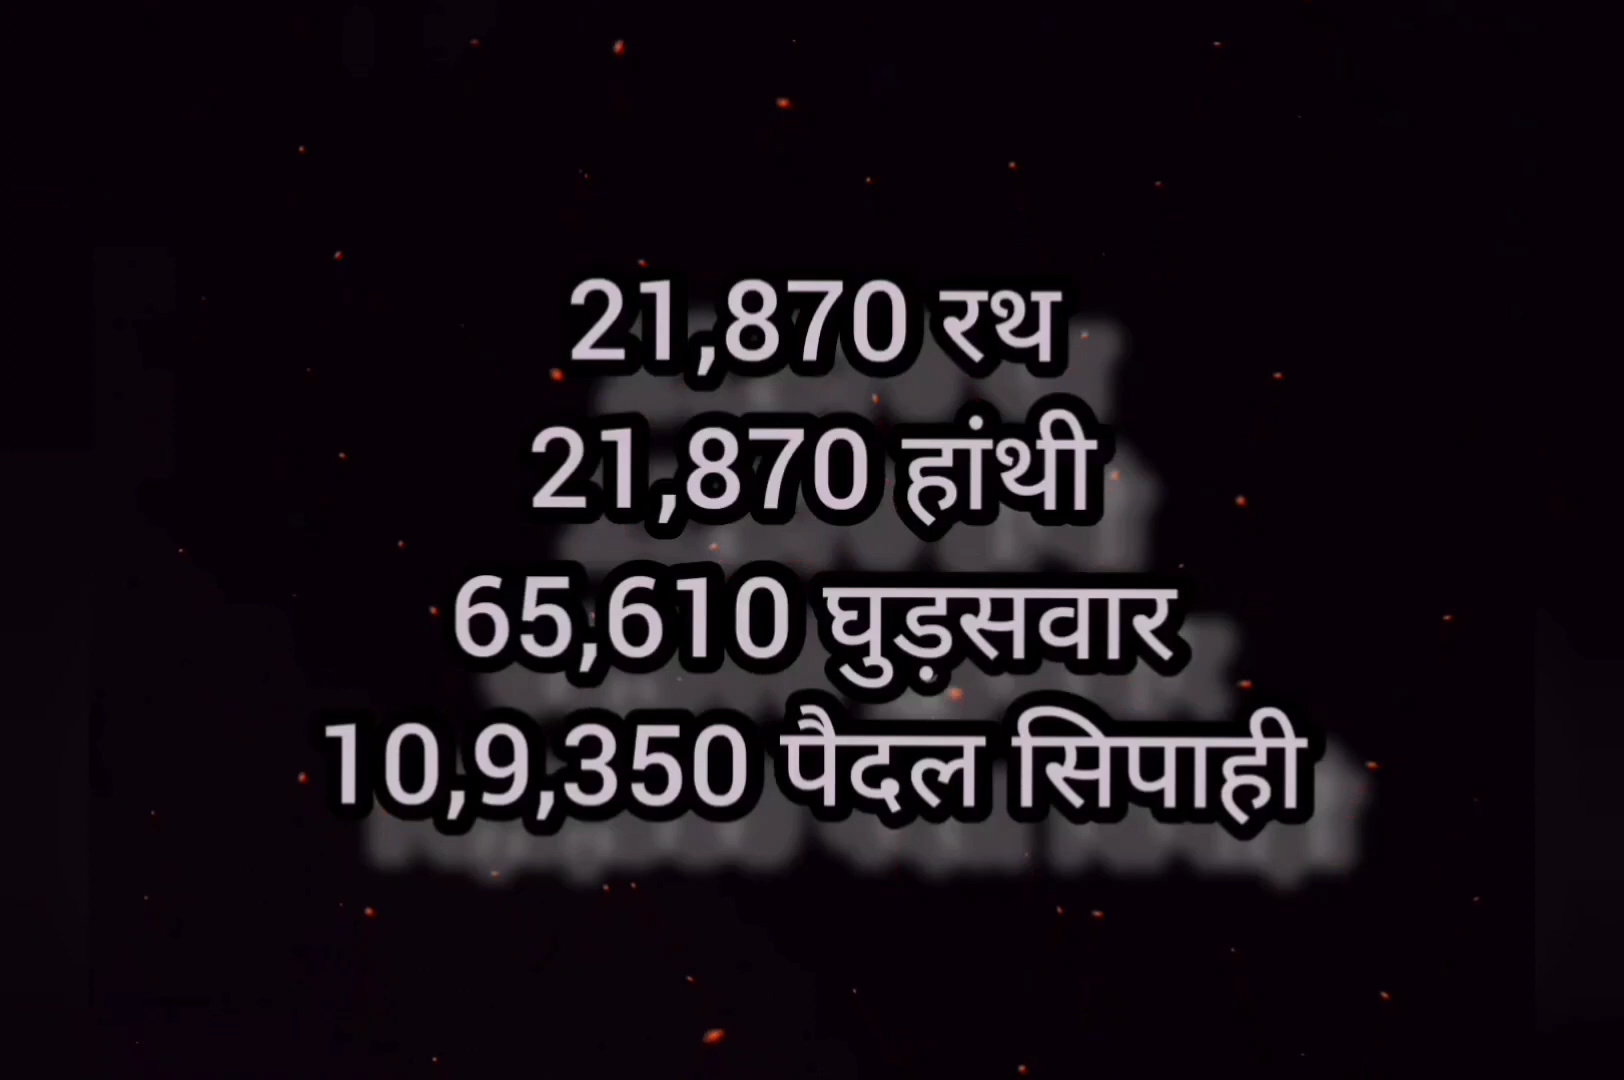 21,870 रथ
21,870 हांथी
65,610 घुड़सवार
10,9,350 पैदल सिपाही